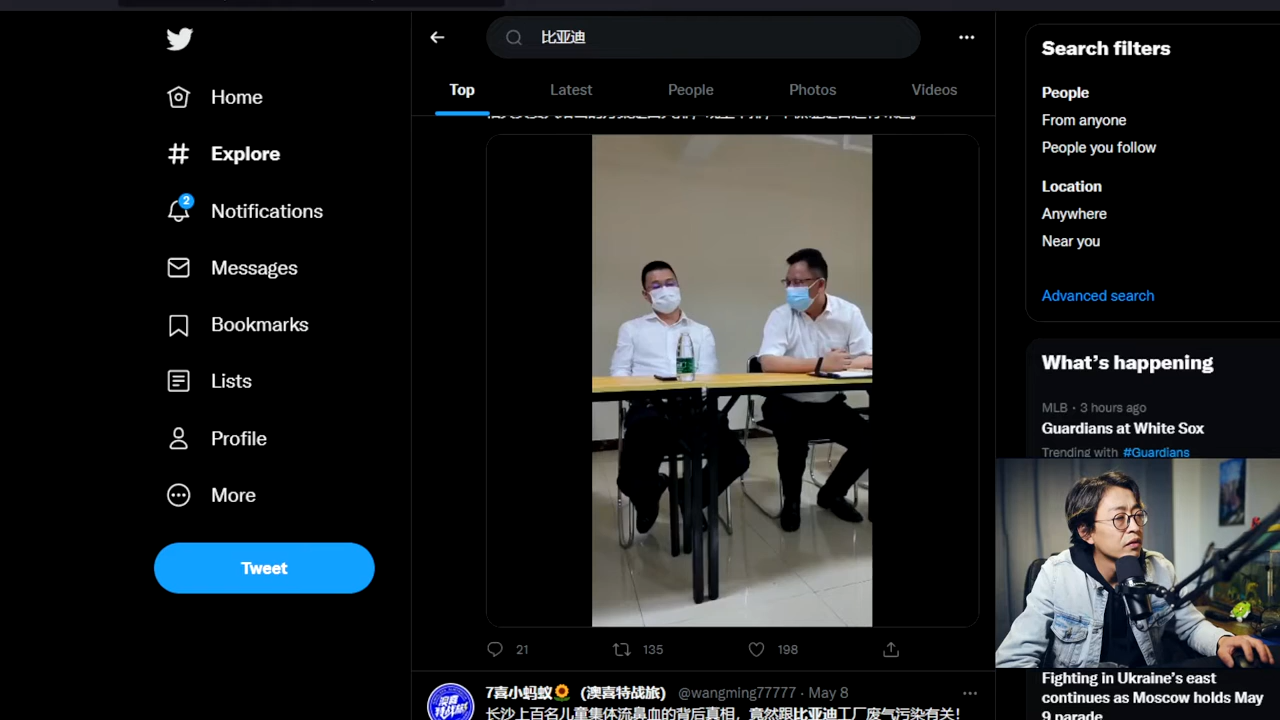 比亚迪
Top
Latest
People
Photos
Videos
Home
Explore
2
Notifications
Messages
Bookmarks
Lists
Profile
More
Tweet
21
135
198
7喜小蚂蚁🌻 (澳喜特战旅) @wangming77777 · May 8
长沙上百名儿童集体流鼻血的背后真相，竟然跟比亚迪工厂废气污染有关！
Search filters
People
From anyone
People you follow
Location
Anywhere
Near you
Advanced search
What's happening
MLB · 3 hours ago
Guardians at White Sox
Trending with #Guardians
Fighting in Ukraine's east
continues as Moscow holds May
9 parade